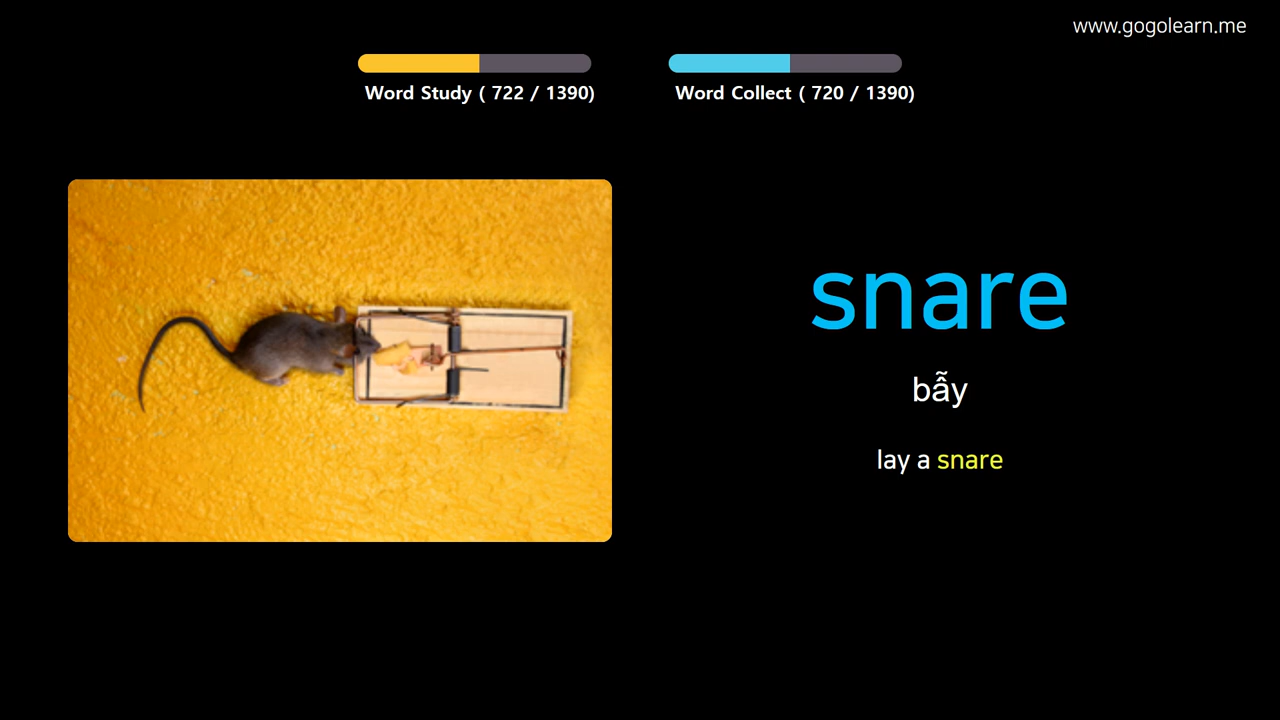 www.gogolearn.me
Word Study ( 722 / 1390)
Word Collect ( 720 / 1390)
snare
bẫy
lay a snare